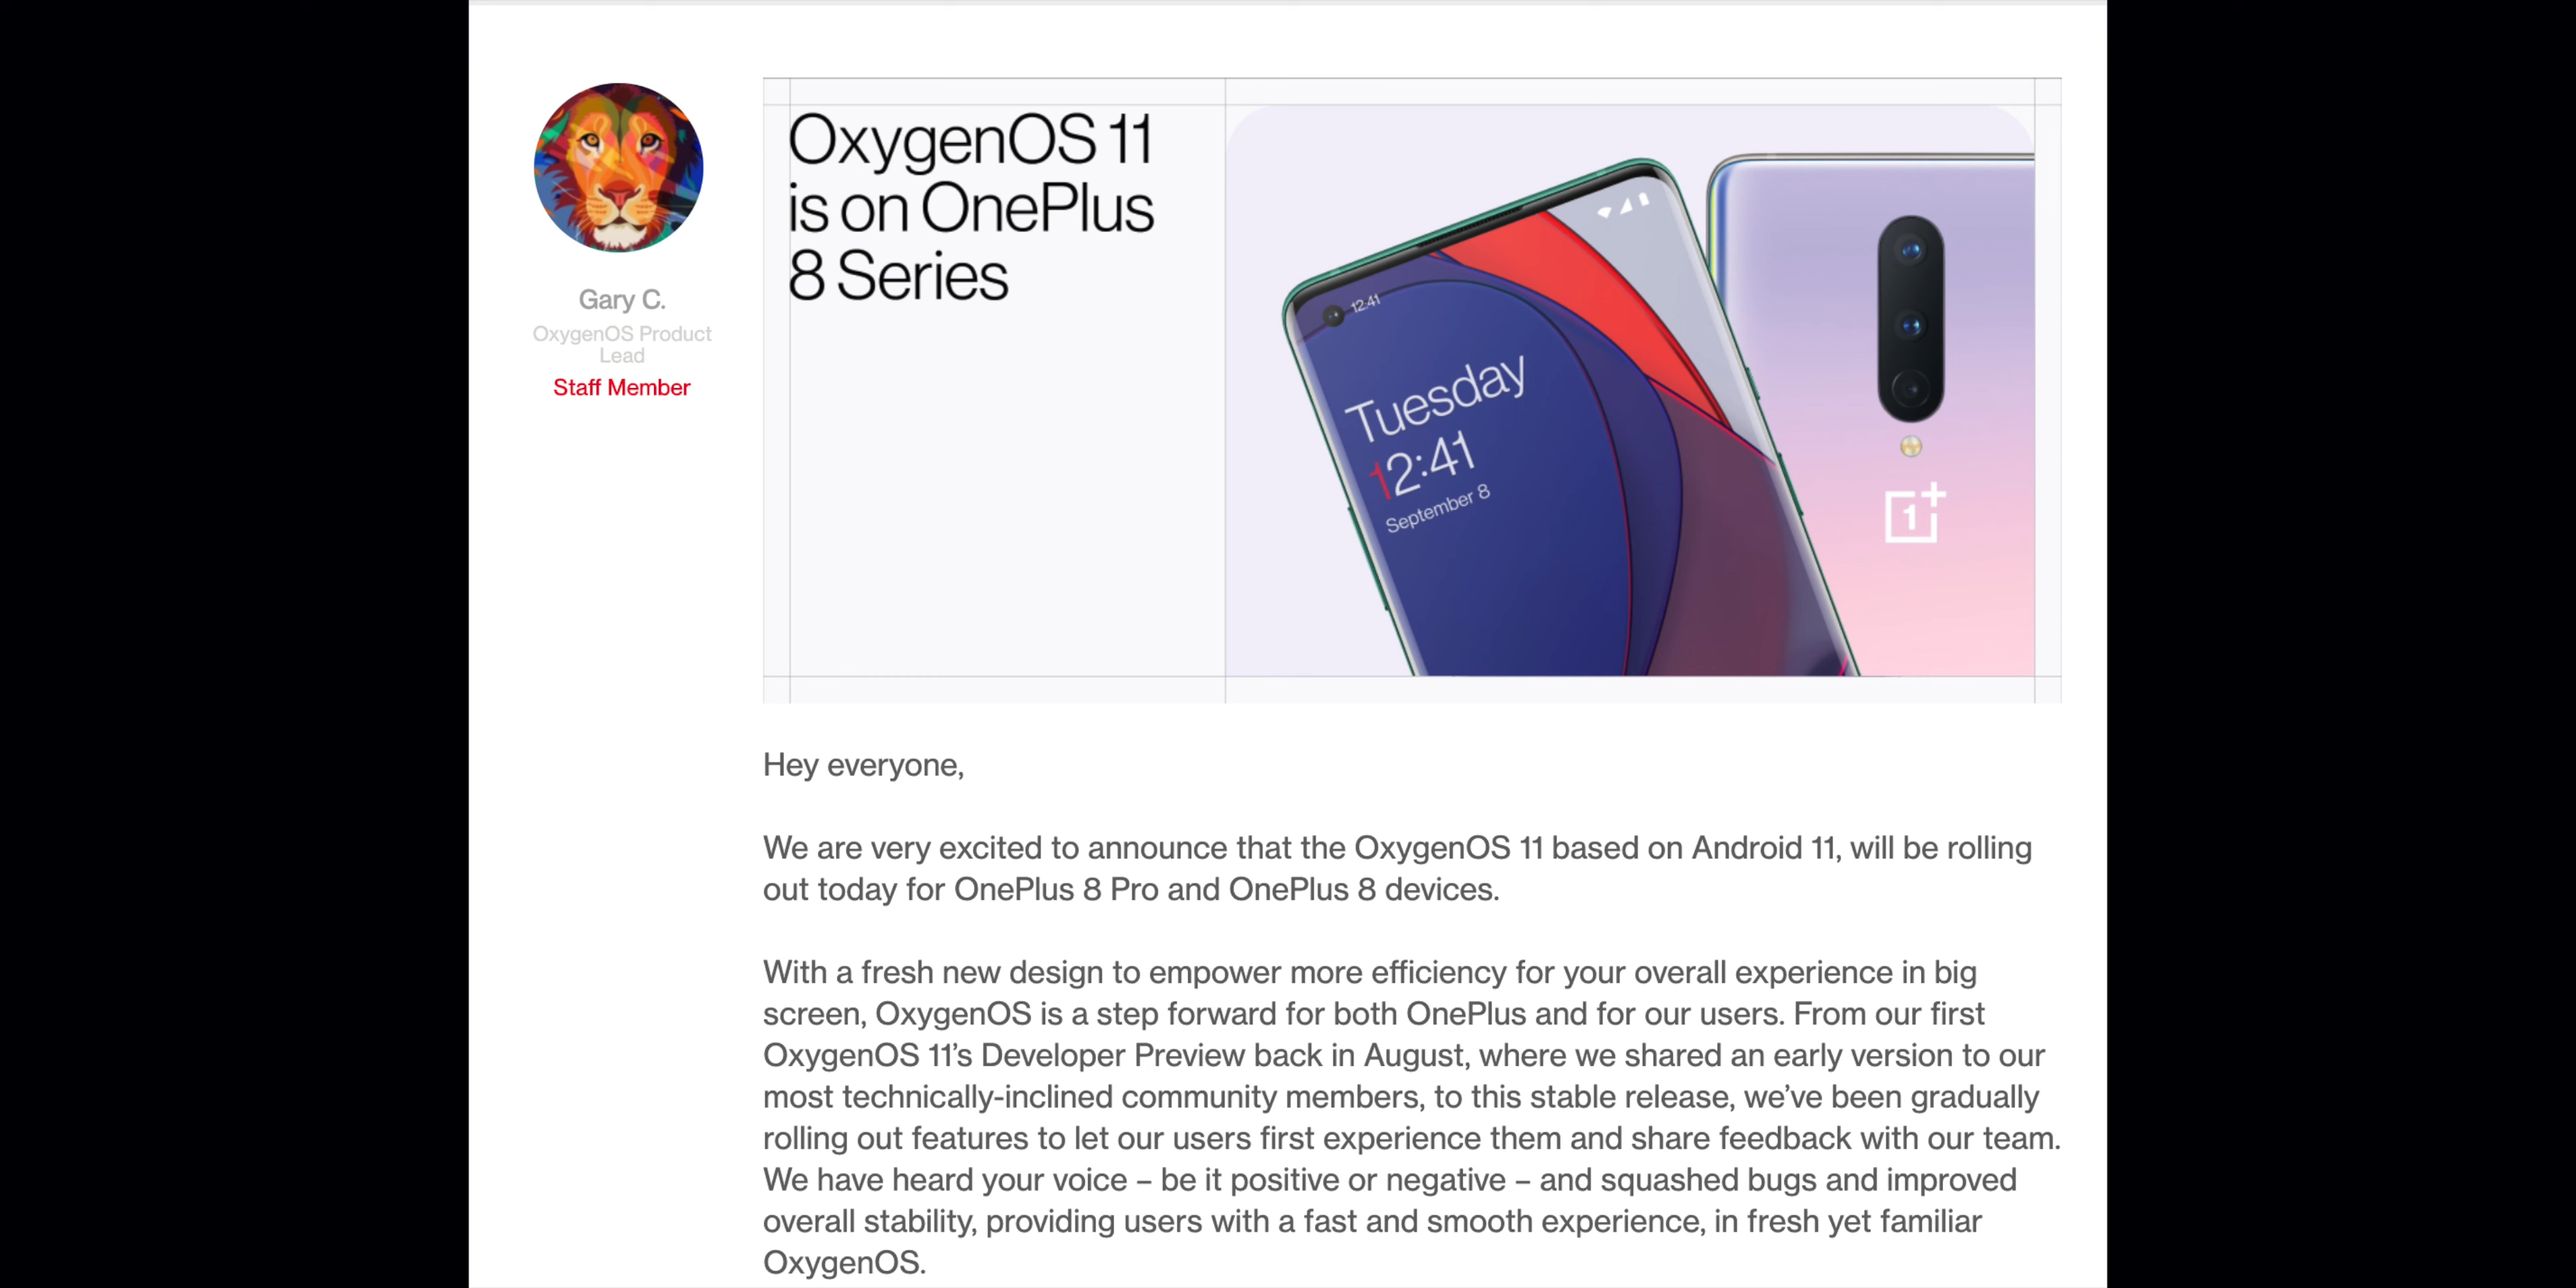 OxygenOS 11
is on OnePlus
8 Series
Gary C.
OxygenOS Product
Lead
Staff Member
12:41
Tuesday
12:41
September 8
1+
Hey everyone,
We are very excited to announce that the OxygenOS 11 based on Android 11, will be rolling
out today for OnePlus 8 Pro and OnePlus 8 devices.
With a fresh new design to empower more efficiency for your overall experience in big
screen, OxygenOS is a step forward for both OnePlus and for our users. From our first
OxygenOS 11’s Developer Preview back in August, where we shared an early version to our
most technically-inclined community members, to this stable release, we’ve been gradually
rolling out features to let our users first experience them and share feedback with our team.
We have heard your voice – be it positive or negative – and squashed bugs and improved
overall stability, providing users with a fast and smooth experience, in fresh yet familiar
OxygenOS.